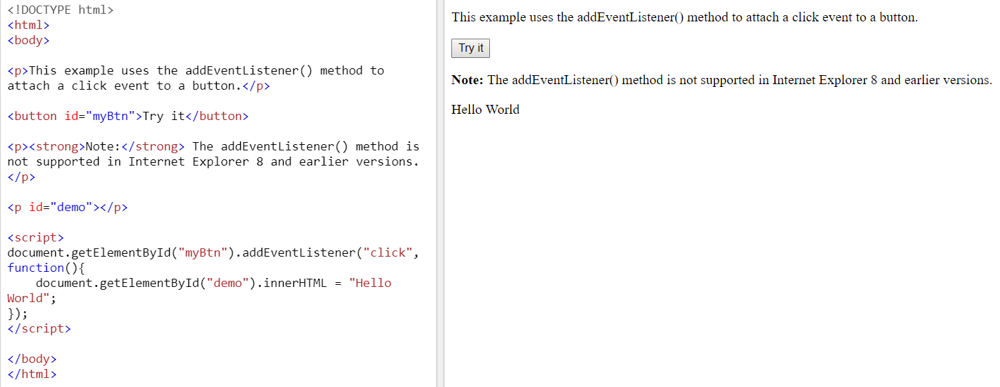 <!DOCTYPE html>
<html>
<body>
<p>This example uses the addEventListener() method to
attach a click event to a button.</p>
<button id="myBtn">Try it</button>
<p><strong>Note:</strong> The addEventListener() method is
not supported in Internet Explorer 8 and earlier versions.
</p>
<p id="demo"></p>
<script>
document.getElementById("myBtn").addEventListener("click",
function(){
    document.getElementById("demo").innerHTML = "Hello
World";
});
</script>
</body>
</html>
This example uses the addEventListener() method to attach a click event to a button.
Try it
Note: The addEventListener() method is not supported in Internet Explorer 8 and earlier versions.
Hello World